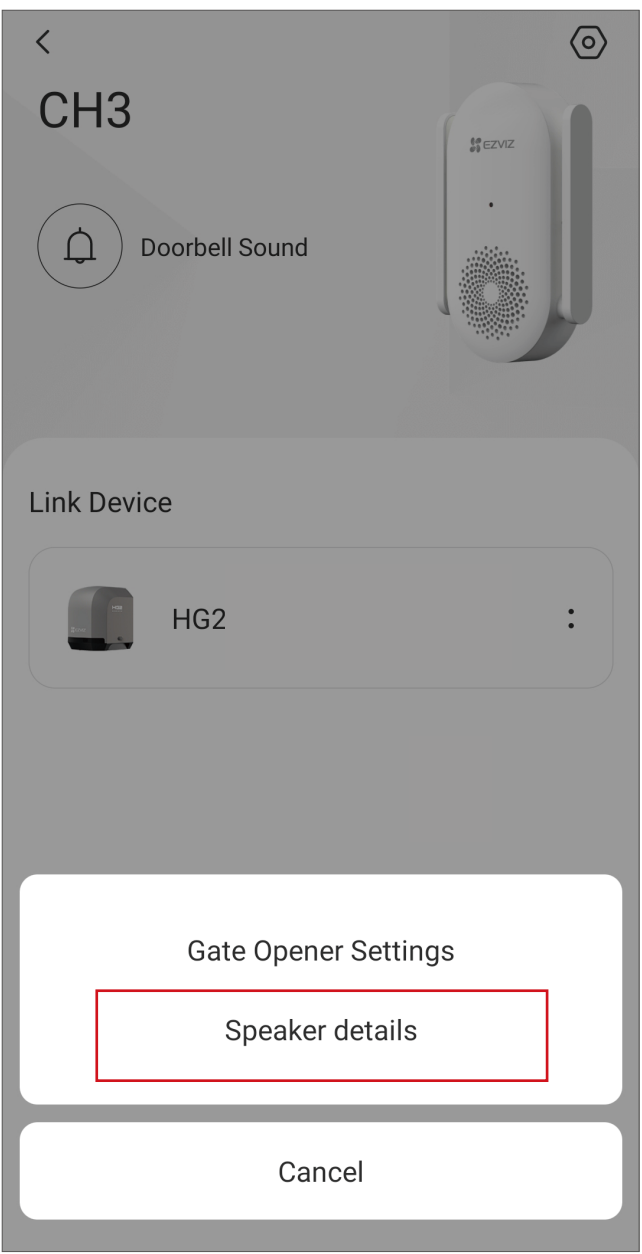 CH3
EZVIZ
Doorbell Sound
Link Device
HG2
Gate Opener Settings
Speaker details
Cancel